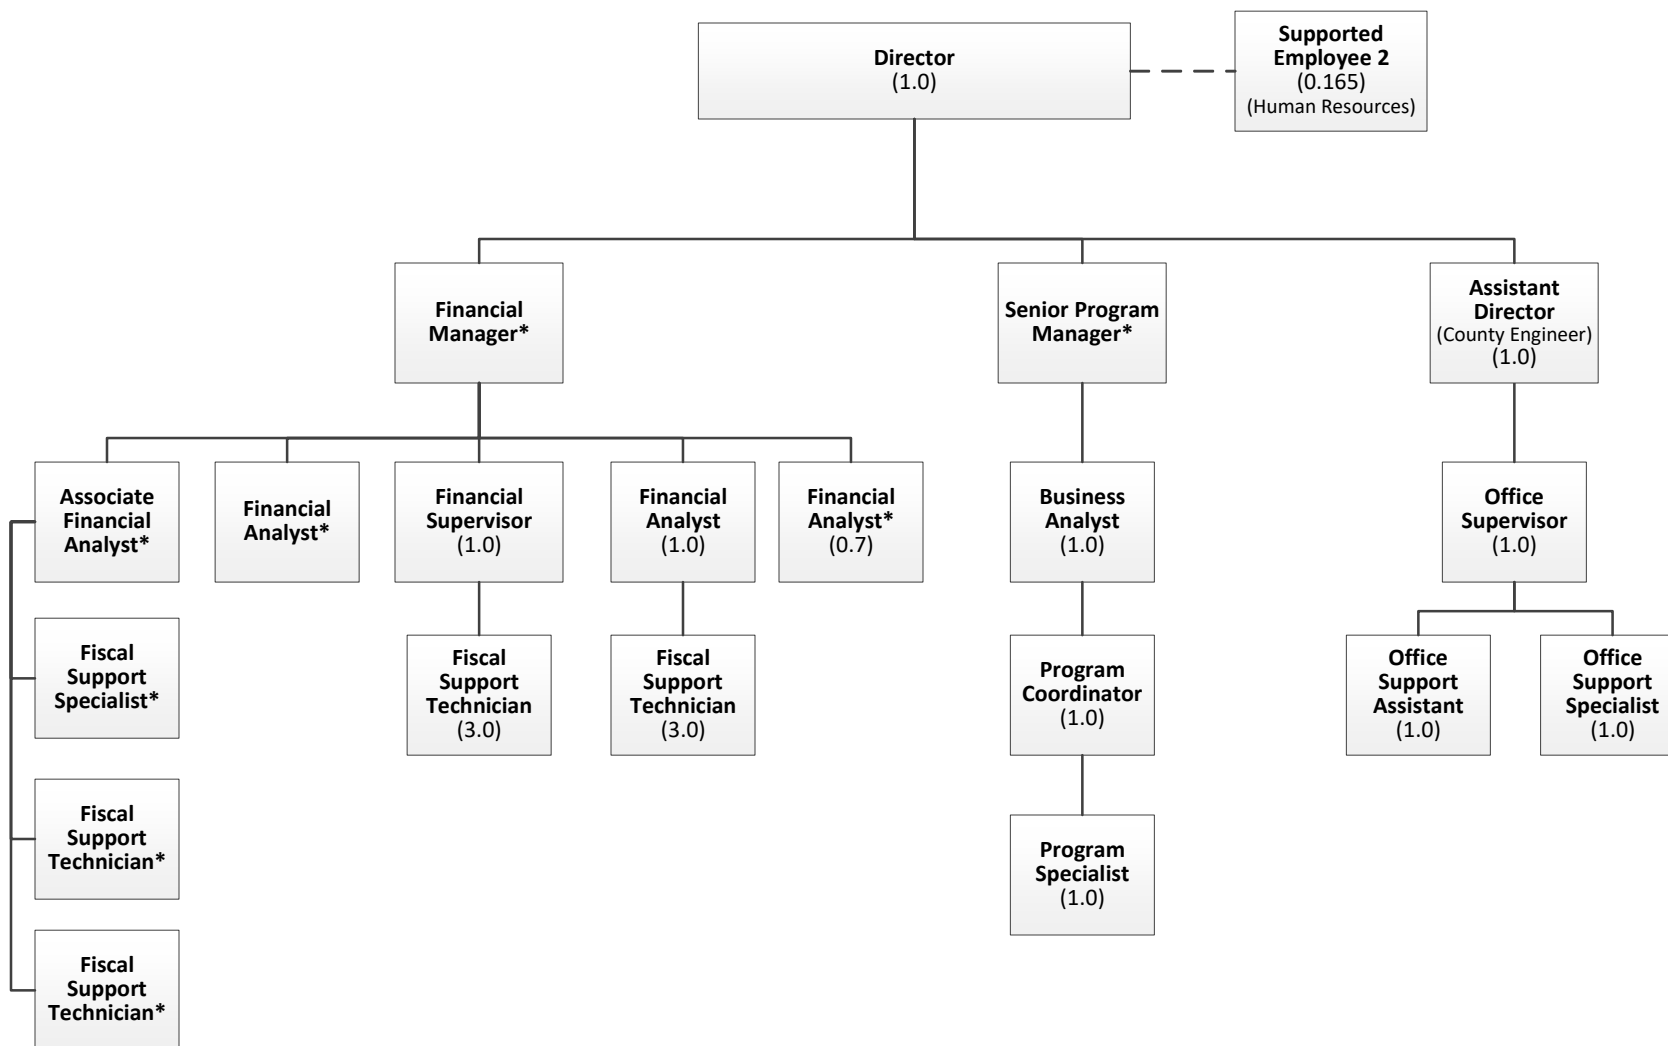 Director
(1.0)
Supported
Employee 2
(0.165)
(Human Resources)
Financial
Manager*
Senior Program
Manager*
Assistant
Director
(County Engineer)
(1.0)
Associate
Financial
Analyst*
Financial
Analyst*
Financial
Supervisor
(1.0)
Financial
Analyst
(1.0)
Financial
Analyst*
(0.7)
Business
Analyst
(1.0)
Office
Supervisor
(1.0)
Fiscal
Support
Specialist*
Fiscal
Support
Technician
(3.0)
Fiscal
Support
Technician
(3.0)
Program
Coordinator
(1.0)
Office
Support
Assistant
(1.0)
Office
Support
Specialist
(1.0)
Fiscal
Support
Technician*
Program
Specialist
(1.0)
Fiscal
Support
Technician*